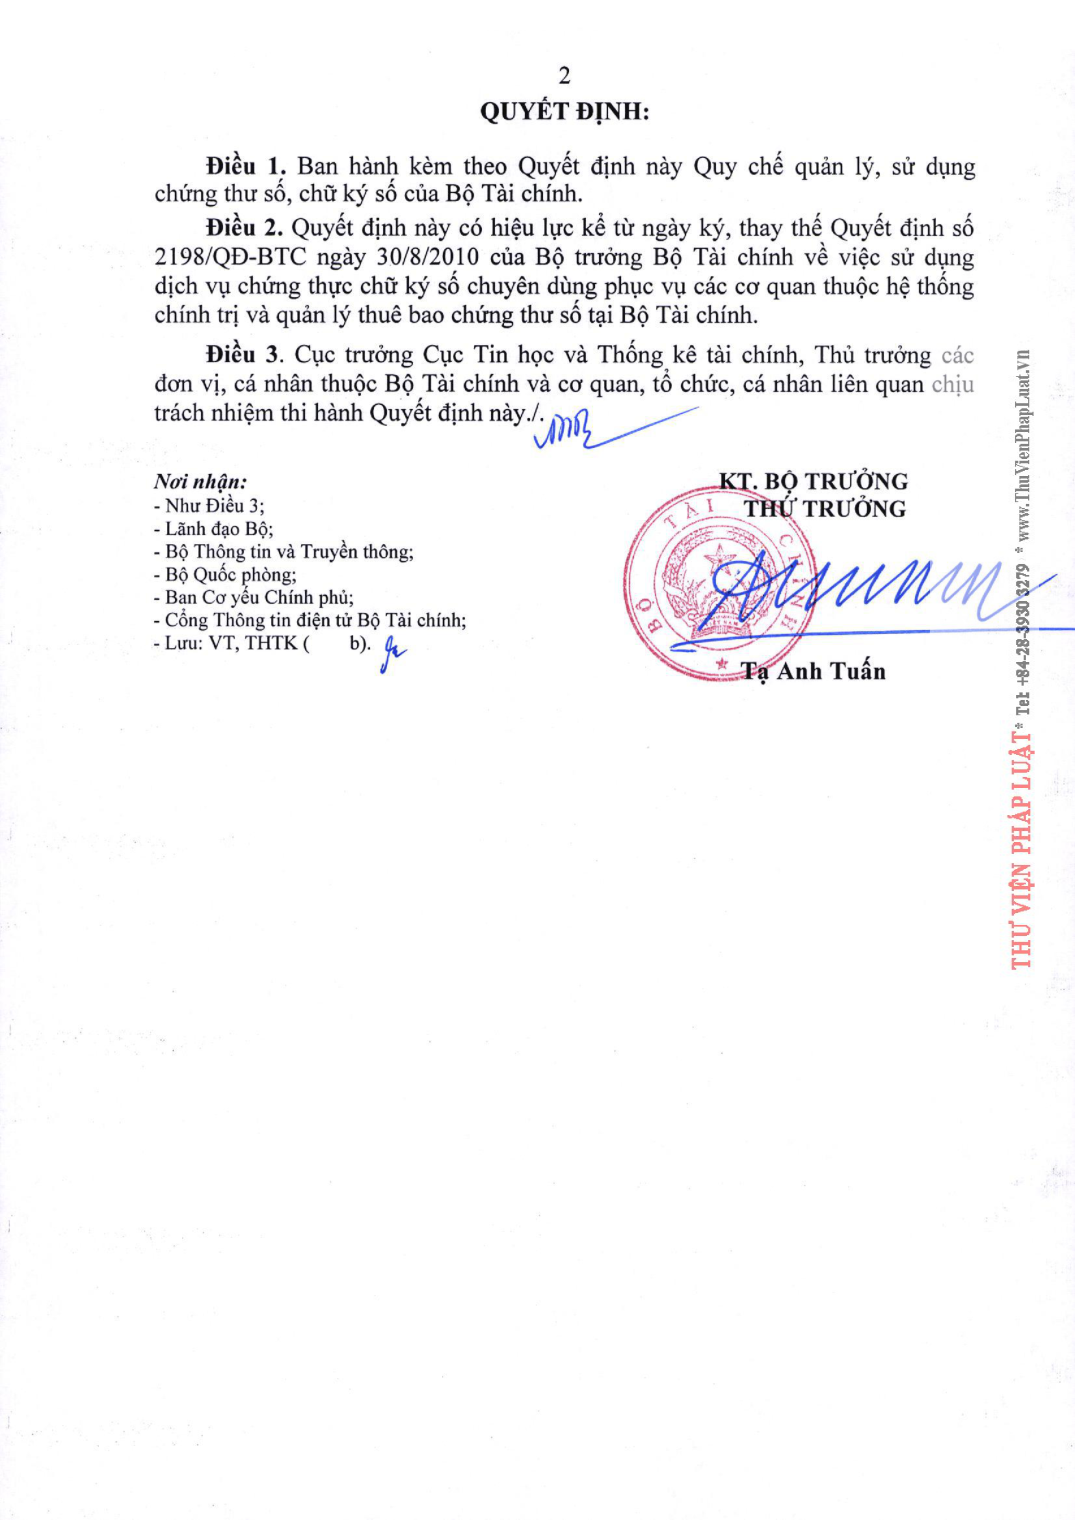 2
QUYẾT ĐỊNH:
Điều 1. Ban hành kèm theo Quyết định này Quy chế quản lý, sử dụng
chứng thư số, chữ ký số của Bộ Tài chính.
Điều 2. Quyết định này có hiệu lực kể từ ngày ký, thay thế Quyết định số
2198/QĐ-BTC ngày 30/8/2010 của Bộ trưởng Bộ Tài chính về việc sử dụng
dịch vụ chứng thực chữ ký số chuyên dùng phục vụ các cơ quan thuộc hệ thống
chính trị và quản lý thuê bao chứng thư số tại Bộ Tài chính.
Điều 3. Cục trưởng Cục Tin học và Thống kê tài chính, Thủ trưởng các
đơn vị, cá nhân thuộc Bộ Tài chính và cơ quan, tổ chức, cá nhân liên quan chịu
trách nhiệm thi hành Quyết định này./.
Nơi nhận:
- Như Điều 3;
- Lãnh đạo Bộ;
- Bộ Thông tin và Truyền thông;
- Bộ Quốc phòng;
- Ban Cơ yếu Chính phủ;
- Cổng Thông tin điện tử Bộ Tài chính;
- Lưu: VT, THTK ( b).
KT. BỘ TRƯỞNG
THỨ TRƯỞNG
BỘ TÀI CHÍNH
Tạ Anh Tuấn
THƯ VIỆN PHÁP LUẬT * Tel: +84-28-3930 3279 * www.ThuVienPhapLuat.vn